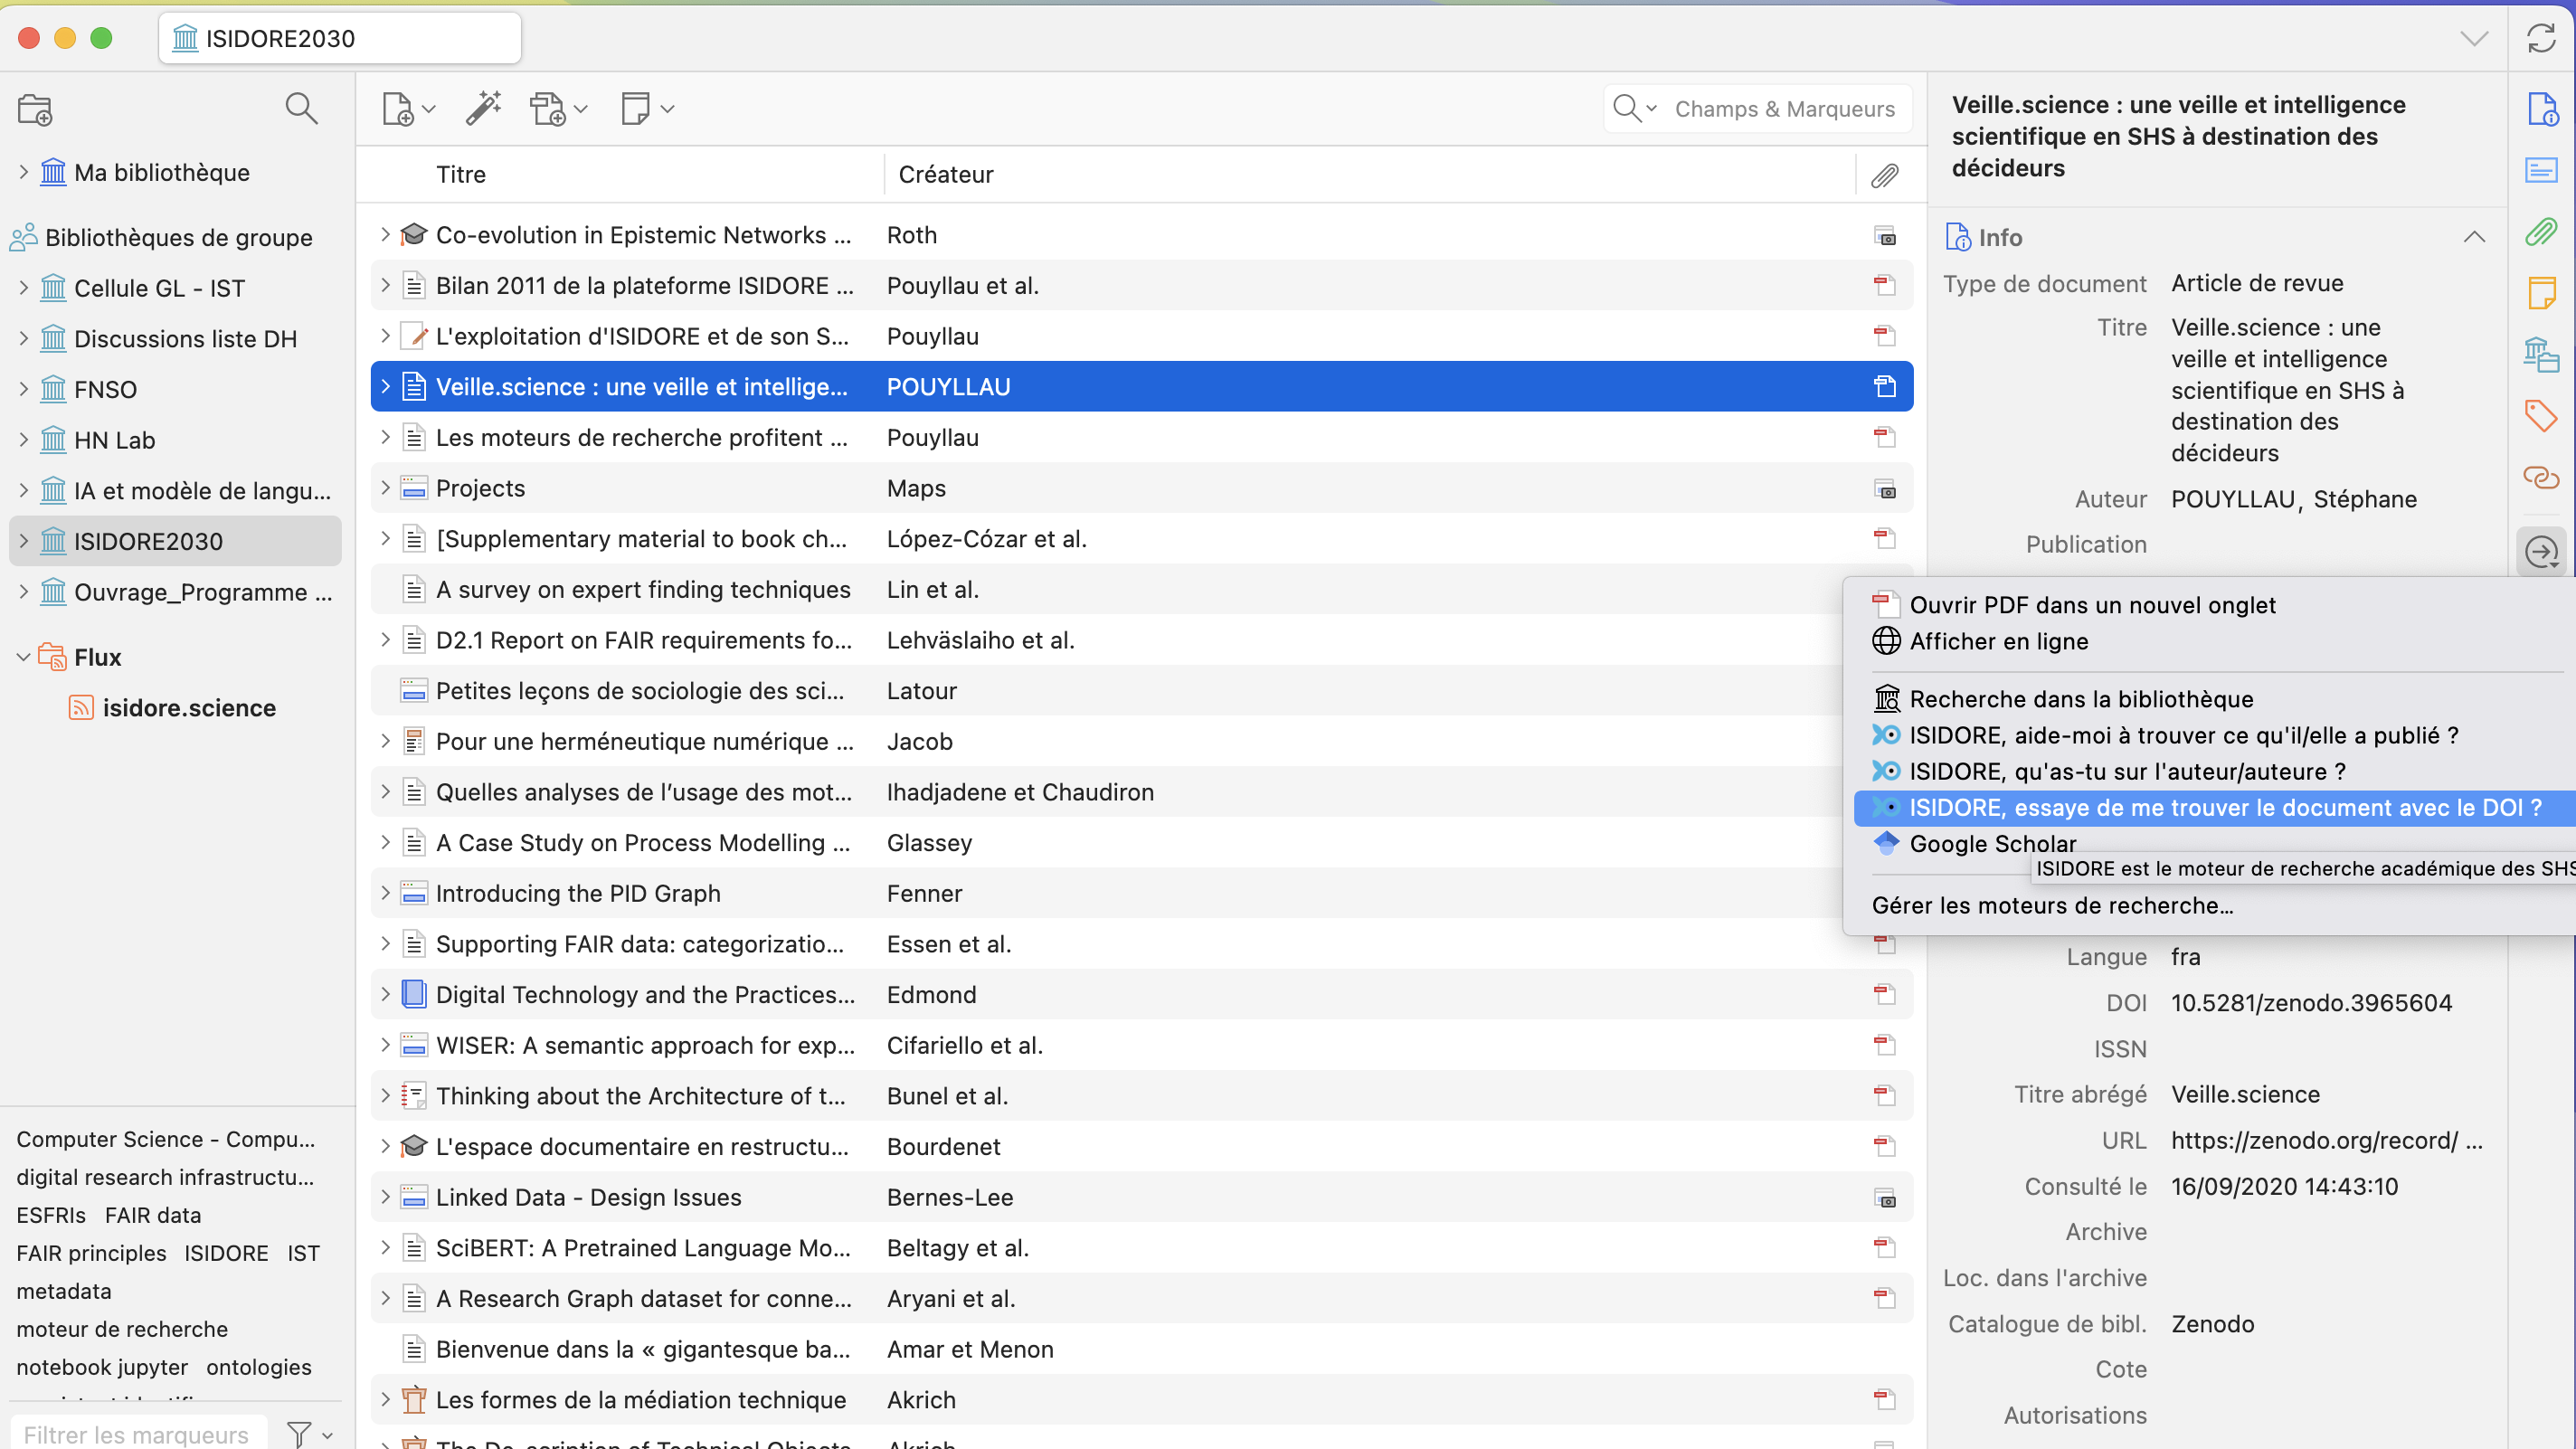 ISIDORE2030
Ma bibliothèque
Bibliothèques de groupe
Cellule GL - IST
Discussions liste DH
FNSO
HN Lab
IA et modèle de langu...
ISIDORE2030
Ouvrage_Programme ...
Flux
isidore.science
Computer Science - Compu...
digital research infrastructu...
ESFRIs FAIR data
FAIR principles ISIDORE IST
metadata
moteur de recherche
notebook jupyter ontologies
Filtrer les marqueurs
Champs & Marqueurs
Titre Créateur
Co-evolution in Epistemic Networks ... Roth
Bilan 2011 de la plateforme ISIDORE ... Pouyllau et al.
L'exploitation d'ISIDORE et de son S... Pouyllau
Veille.science : une veille et intellige... POUYLLAU
Les moteurs de recherche profitent ... Pouyllau
Projects Maps
[Supplementary material to book ch... López-Cózar et al.
A survey on expert finding techniques Lin et al.
D2.1 Report on FAIR requirements fo... Lehväslaiho et al.
Petites leçons de sociologie des sci... Latour
Pour une herméneutique numérique ... Jacob
Quelles analyses de l’usage des mot... Ihadjadene et Chaudiron
A Case Study on Process Modelling ... Glassey
Introducing the PID Graph Fenner
Supporting FAIR data: categorizatio... Essen et al.
Digital Technology and the Practices... Edmond
WISER: A semantic approach for exp... Cifariello et al.
Thinking about the Architecture of t... Bunel et al.
L'espace documentaire en restructu... Bourdenet
Linked Data - Design Issues Bernes-Lee
SciBERT: A Pretrained Language Mo... Beltagy et al.
A Research Graph dataset for conne... Aryani et al.
Bienvenue dans la « gigantesque ba... Amar et Menon
Les formes de la médiation technique Akrich
The De-scription of Technical Objects Akrich
Veille.science : une veille et intelligence
scientifique en SHS à destination des
décideurs
Info
Type de document Article de revue
Titre Veille.science : une
veille et intelligence
scientifique en SHS à
destination des
décideurs
Auteur POUYLLAU, Stéphane
Publication
Ouvrir PDF dans un nouvel onglet
Afficher en ligne
Recherche dans la bibliothèque
ISIDORE, aide-moi à trouver ce qu'il/elle a publié ?
ISIDORE, qu'as-tu sur l'auteur/auteure ?
ISIDORE, essaye de me trouver le document avec le DOI ?
Google Scholar
ISIDORE est le moteur de recherche académique des SHS
Gérer les moteurs de recherche...
Langue fra
DOI 10.5281/zenodo.3965604
ISSN
Titre abrégé Veille.science
URL https://zenodo.org/record/ ...
Consulté le 16/09/2020 14:43:10
Archive
Loc. dans l'archive
Catalogue de bibl. Zenodo
Cote
Autorisations